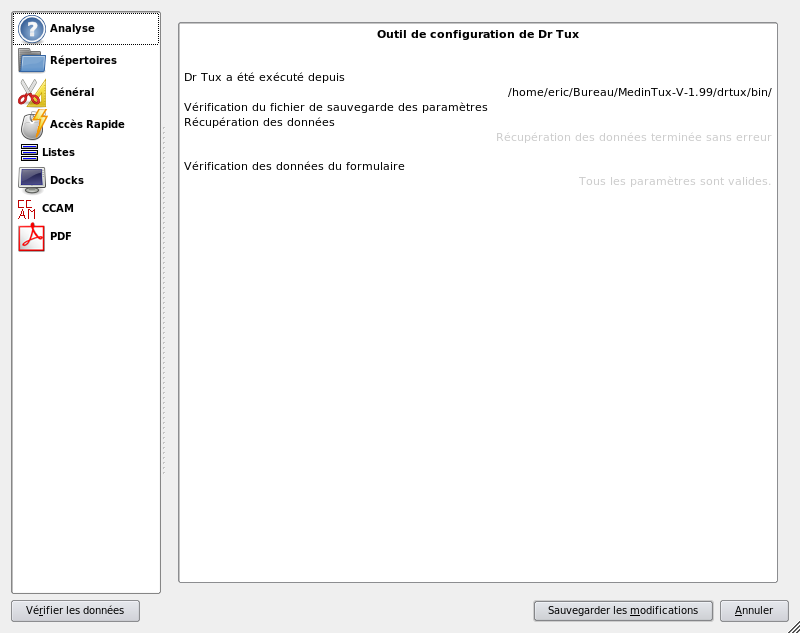 Analyse
Répertoires
Général
Accès Rapide
Listes
Docks
CCAM
CCAM
PDF
Outil de configuration de Dr Tux
Dr Tux a été exécuté depuis
/home/eric/Bureau/MedinTux-V-1.99/drtux/bin/
Vérification du fichier de sauvegarde des paramètres
Récupération des données
Récupération des données terminée sans erreur
Vérification des données du formulaire
Tous les paramètres sont valides.
Vérifier les données
Sauvegarder les modifications
Annuler